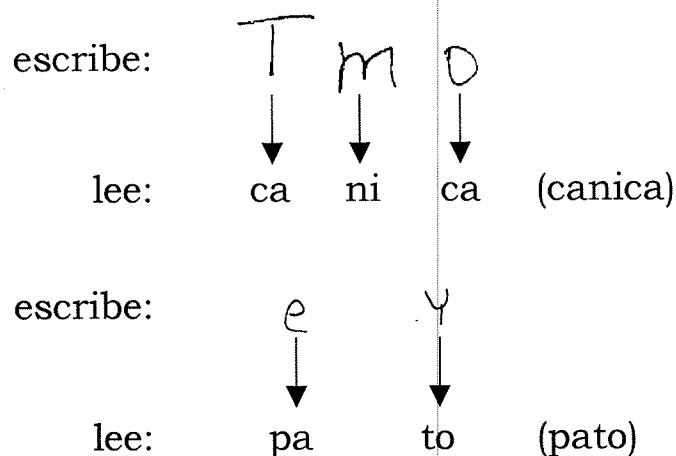 escribe: T m o
lee: ca ni ca (canica)
escribe: e y
lee: pa to (pato)